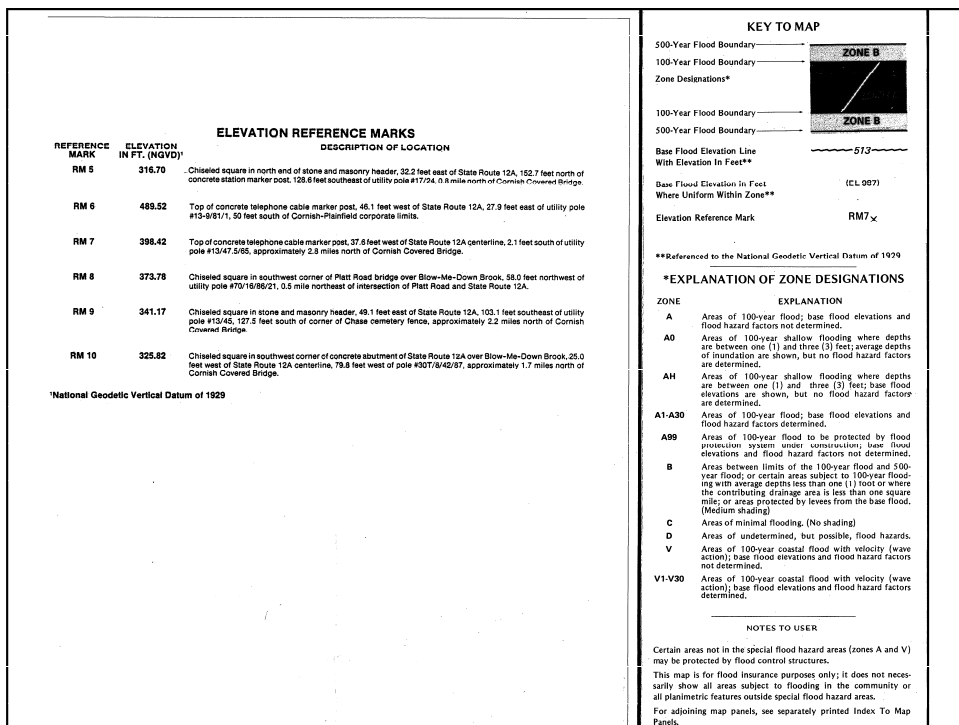 ELEVATION REFERENCE MARKS
REFERENCE MARK
ELEVATION IN FT. (NGVD)¹
DESCRIPTION OF LOCATION
RM 5 316.70 Chiseled square in north end of stone and masonry header, 32.2 feet east of State Route 12A, 152.7 feet north of
concrete station marker post, 128.6 feet southeast of utility pole #17/24, 0.8 mile north of Cornish Covered Bridge.
RM 6 489.52 Top of concrete telephone cable marker post, 46.1 feet west of State Route 12A, 27.9 feet east of utility pole
#13-9/81/1, 50 feet south of Cornish-Plainfield corporate limits.
RM 7 398.42 Top of concrete telephone cable marker post, 37.6 feet west of State Route 12A centerline, 2.1 feet south of utility
pole #13/47.5/65, approximately 2.8 miles north of Cornish Covered Bridge.
RM 8 373.78 Chiseled square in southwest corner of Platt Road bridge over Blow-Me-Down Brook, 58.0 feet northwest of
utility pole #70/16/86/21, 0.5 mile northeast of intersection of Platt Road and State Route 12A.
RM 9 341.17 Chiseled square in stone and masonry header, 49.1 feet east of State Route 12A, 103.1 feet southeast of utility
pole #13/45, 127.5 feet south of corner of Chase cemetery fence, approximately 2.2 miles north of Cornish
Covered Bridge.
RM 10 325.82 Chiseled square in southwest corner of concrete abutment of State Route 12A over Blow-Me-Down Brook, 25.0
feet west of State Route 12A centerline, 79.8 feet west of pole #30T/8/42/87, approximately 1.7 miles north of
Cornish Covered Bridge.
¹National Geodetic Vertical Datum of 1929
KEY TO MAP
500-Year Flood Boundary
ZONE B
100-Year Flood Boundary
Zone Designations*
100-Year Flood Boundary
ZONE B
500-Year Flood Boundary
Base Flood Elevation Line 513
With Elevation In Feet**
Base Flood Elevation in Feet (EL 987)
Where Uniform Within Zone**
Elevation Reference Mark RM7×
**Referenced to the National Geodetic Vertical Datum of 1929
*EXPLANATION OF ZONE DESIGNATIONS
ZONE EXPLANATION
A Areas of 100-year flood; base flood elevations and
flood hazard factors not determined.
A0 Areas of 100-year shallow flooding where depths
are between one (1) and three (3) feet; average depths
of inundation are shown, but no flood hazard factors
are determined.
AH Areas of 100-year shallow flooding where depths
are between one (1) and three (3) feet; base flood
elevations are shown, but no flood hazard factors
are determined.
A1-A30 Areas of 100-year flood; base flood elevations and
flood hazard factors determined.
A99 Areas of 100-year flood to be protected by flood
protection system under construction; base flood
elevations and flood hazard factors not determined.
B Areas between limits of the 100-year flood and 500-
year flood; or certain areas subject to 100-year flood-
ing with average depths less than one (1) foot or where
the contributing drainage area is less than one square
mile; or areas protected by levees from the base flood.
(Medium shading)
C Areas of minimal flooding. (No shading)
D Areas of undetermined, but possible, flood hazards.
V Areas of 100-year coastal flood with velocity (wave
action); base flood elevations and flood hazard factors
not determined.
V1-V30 Areas of 100-year coastal flood with velocity (wave
action); base flood elevations and flood hazard factors
determined.
NOTES TO USER
Certain areas not in the special flood hazard areas (zones A and V)
may be protected by flood control structures.
This map is for flood insurance purposes only; it does not neces-
sarily show all areas subject to flooding in the community or
all planimetric features outside special flood hazard areas.
For adjoining map panels, see separately printed Index To Map
Panels.